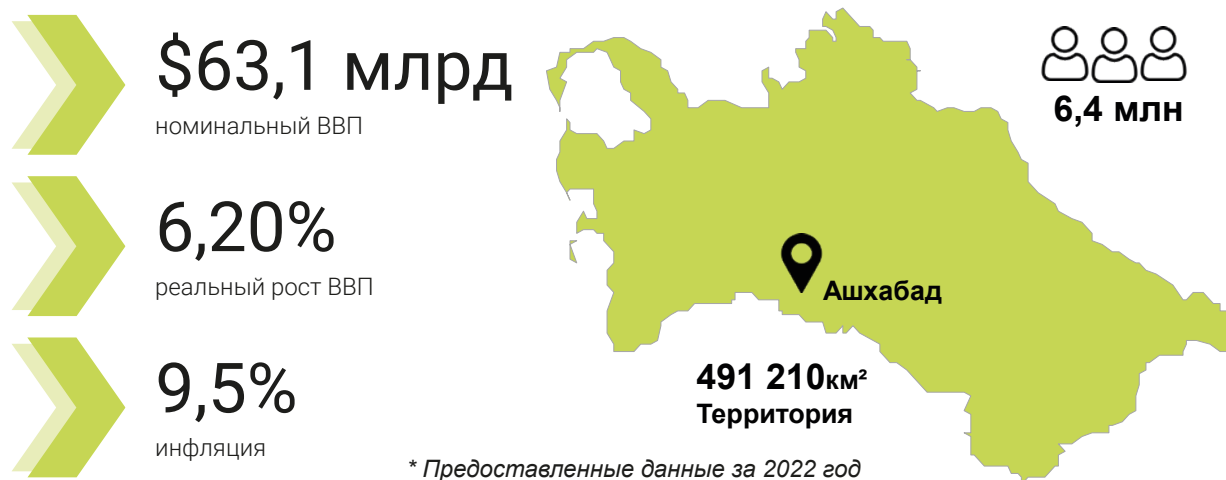 $63,1 млрд
номинальный ВВП
6,20%
реальный рост ВВП
9,5%
инфляция
6,4 млн
Ашхабад
491 210км²
Территория
* Предоставленные данные за 2022 год